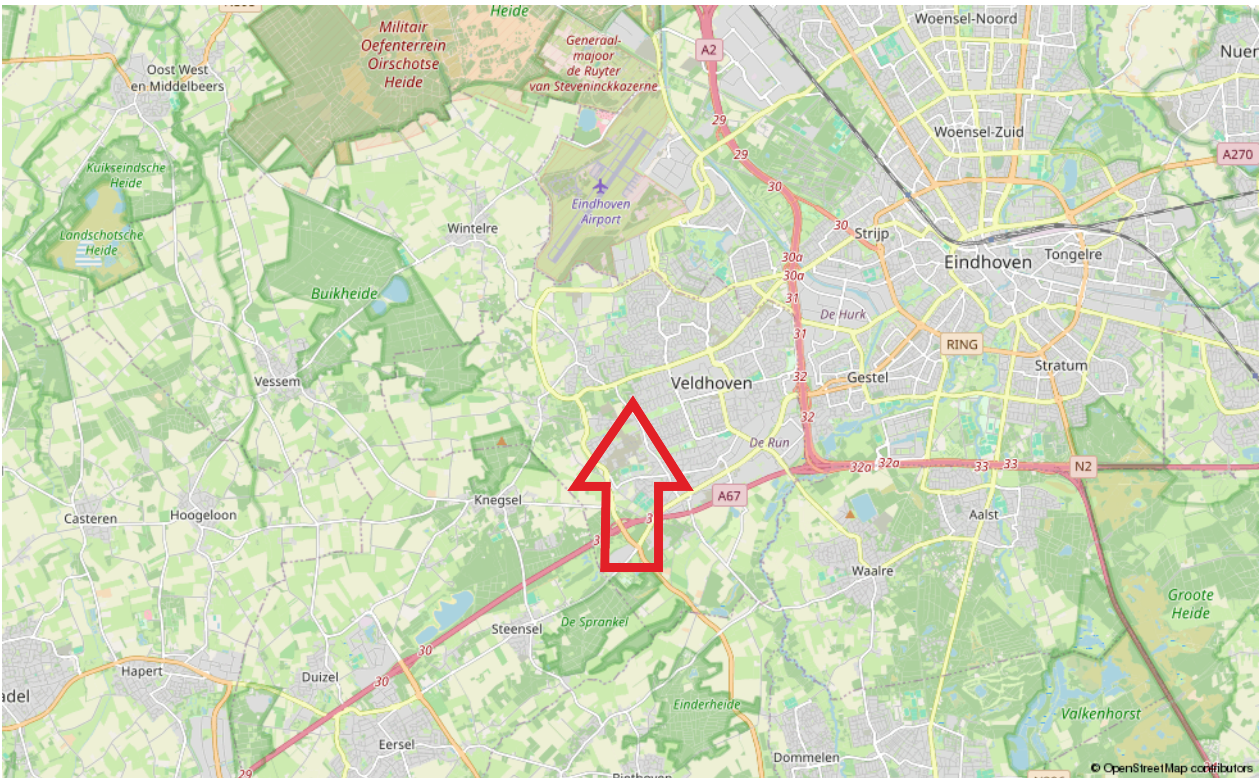 Heide
Militair
Oefenterrein
Oirschotse
Heide
Generaal-
majoor
de Ruyter
van Steveninckkazerne
A2
Woensel-Noord
Nuen
Oost West
en Middelbeers
29
29
Woensel-Zuid
A270
Kuikseindsche
Heide
30
Eindhoven
Airport
30
Wintelre
Strijp
Landschotsche
Heide
30a
30a
Eindhoven
Tongelre
Buikheide
31
De Hurk
31
RING
Vessem
Veldhoven
32
Gestel
Stratum
32
De Run
32a
32a
33
33
N2
Knegsel
A67
Casteren
Hoogeloon
Aalst
Waalre
Groote
Heide
Steensel
De Sprankel
30
Hapert
Duizel
30
adel
Einderheide
Valkenhorst
Eersel
Dommelen
29
© OpenStreetMap contributors